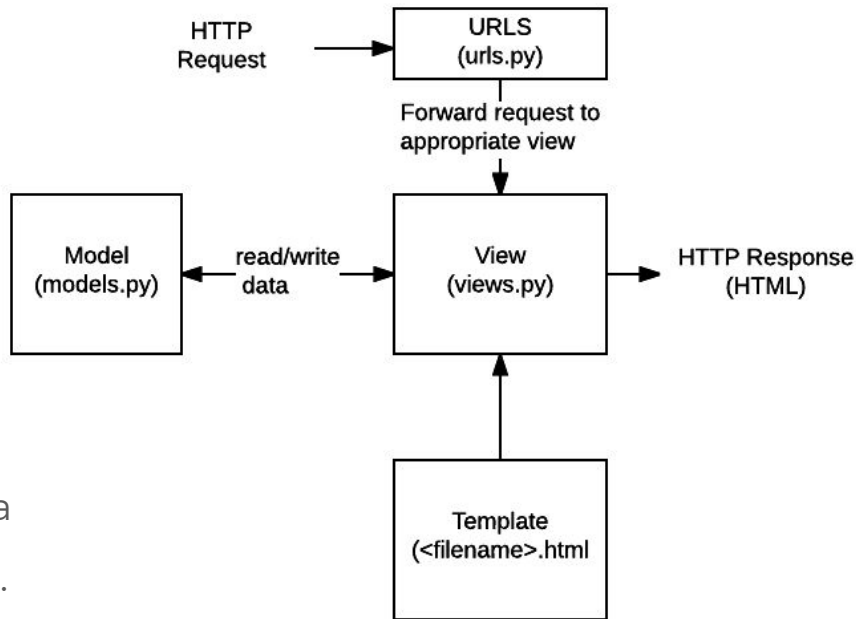 HTTP
Request
URLS
(urls.py)
Forward request to
appropriate view
Model
(models.py)
read/write
data
View
(views.py)
HTTP Response
(HTML)
Template
(<filename>.html
a
.